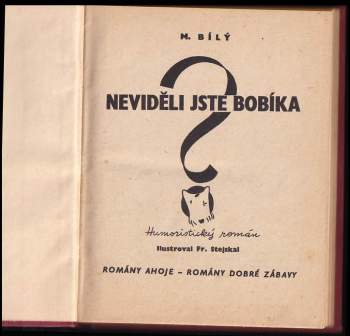 M. BÍLÝ
NEVIDĚLI JSTE BOBÍKA
?
Humoristický román
Ilustroval Fr. Stejskal
ROMÁNY AHOJE – ROMÁNY DOBRÉ ZÁBAVY